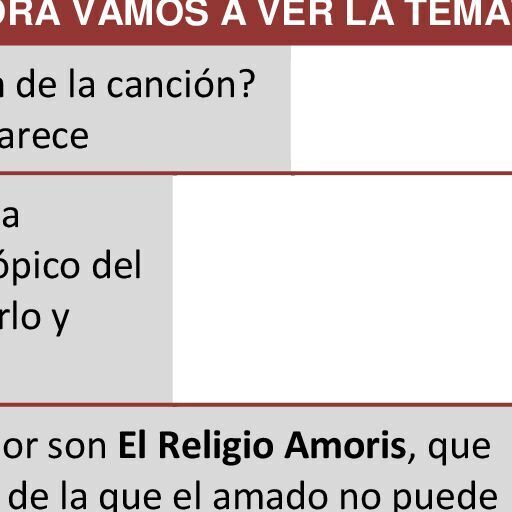 ORA VAMOS A VER LA TEMA
de la canción?
arece
a
ópico del
rlo y
or son El Religio Amoris, que
de la que el amado no puede